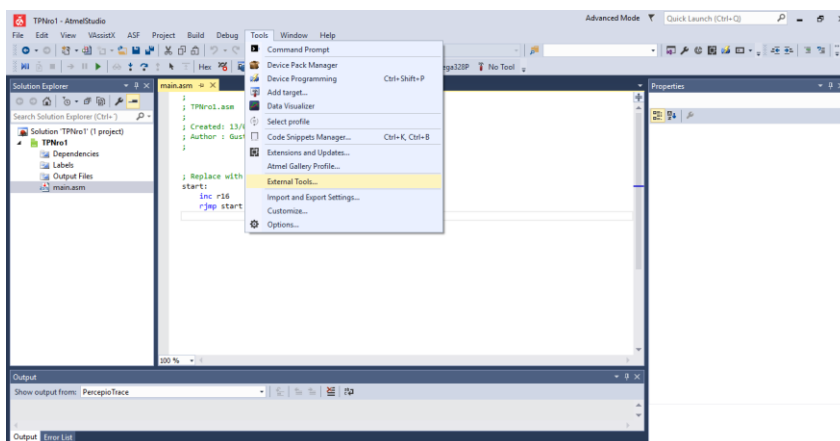 TPNro1 - AtmelStudio
Advanced Mode
Quick Launch (Ctrl+Q)
File Edit View VAssistX ASF Project Build Debug Tools Window Help
Hex
ega328P No Tool
Solution Explorer
Search Solution Explorer (Ctrl+')
Solution 'TPNro1' (1 project)
TPNro1
Dependencies
Labels
Output Files
main.asm
main.asm
;
; TPNro1.asm
;
; Created: 13/
; Author : Gus
;
; Replace with
start:
inc r16
rjmp start
100 %
Command Prompt
Device Pack Manager
Device Programming Ctrl+Shift+P
Add target...
Data Visualizer
Select profile
Code Snippets Manager... Ctrl+K, Ctrl+B
Extensions and Updates...
Atmel Gallery Profile...
External Tools...
Import and Export Settings...
Customize...
Options...
Properties
Output
Show output from: PercepioTrace
Output Error List